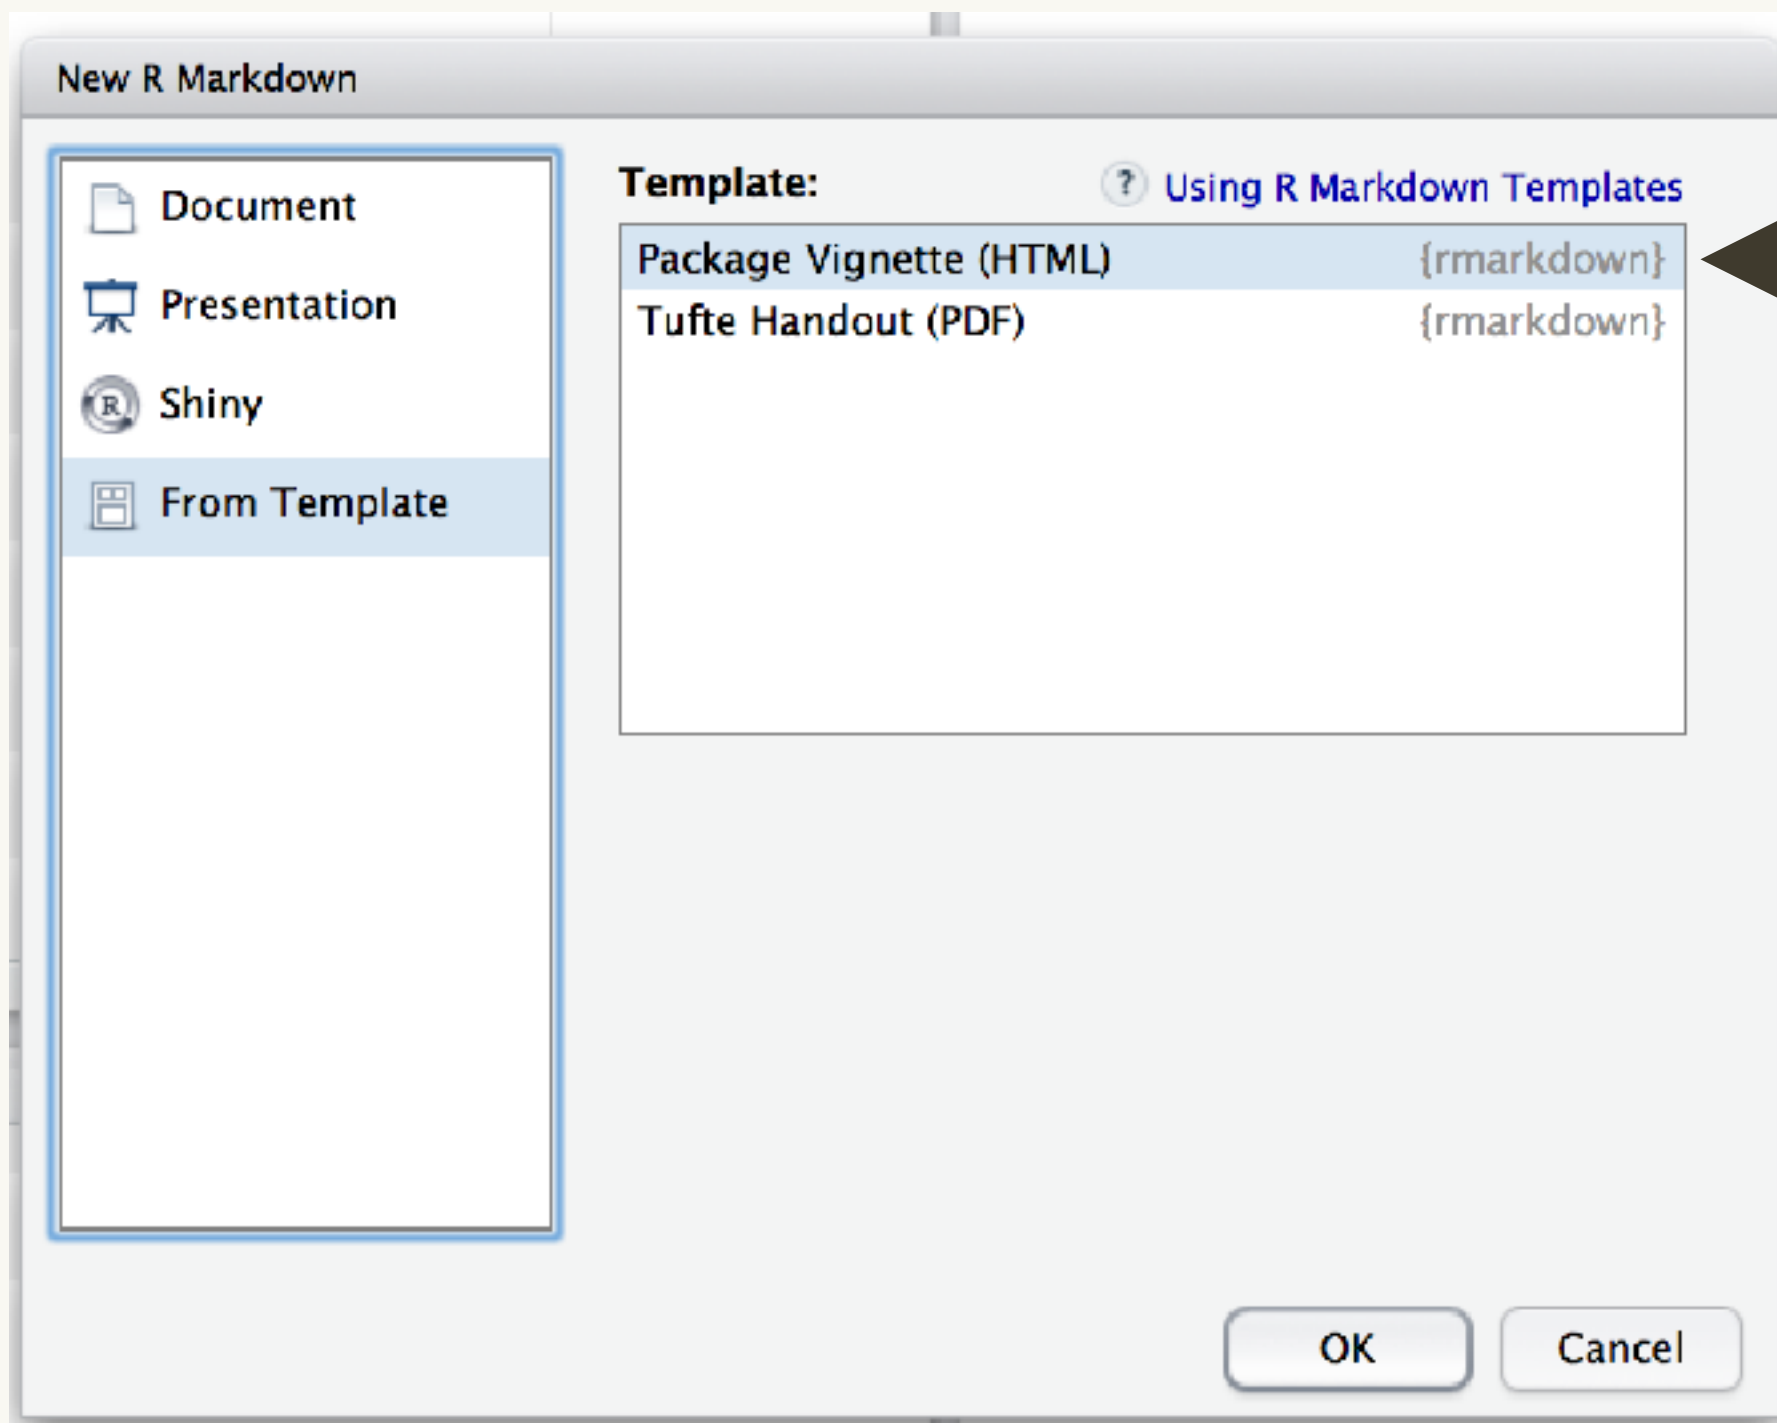 New R Markdown
Document
Presentation
R Shiny
From Template
Template:
? Using R Markdown Templates
Package Vignette (HTML) {rmarkdown}
Tufte Handout (PDF) {rmarkdown}
OK Cancel